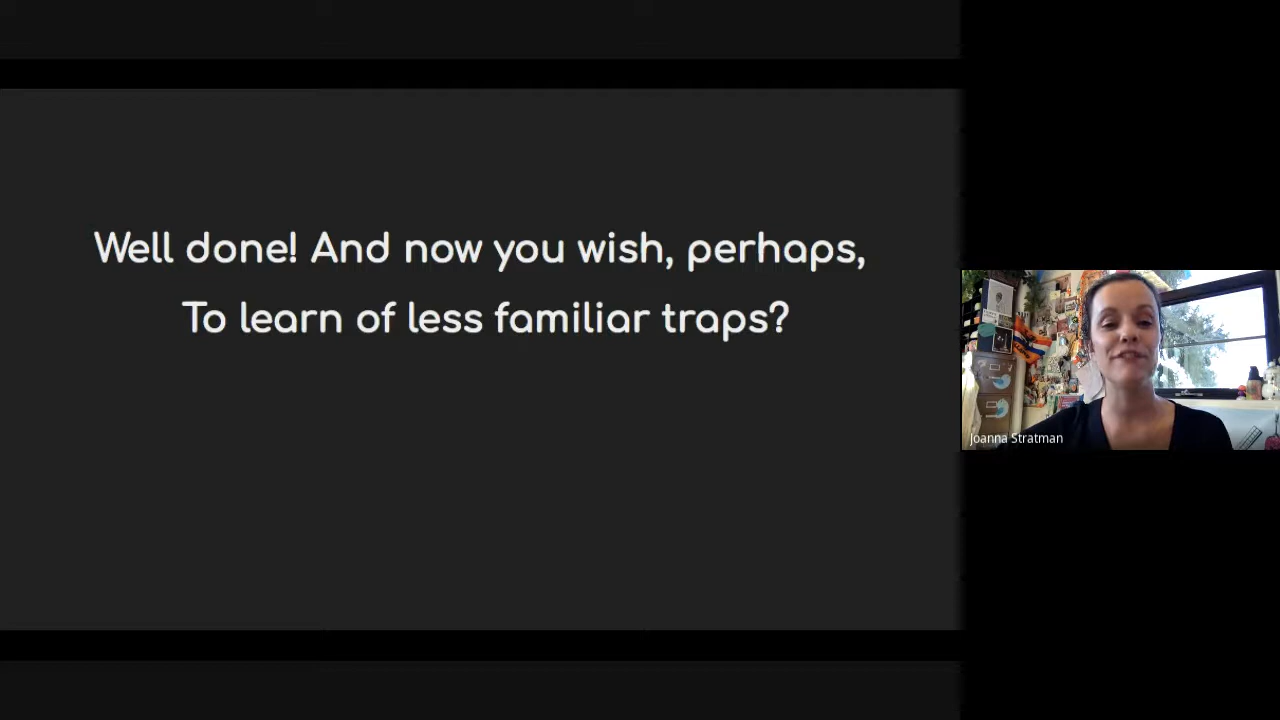 Well done! And now you wish, perhaps,
To learn of less familiar traps?
Joanna Stratman